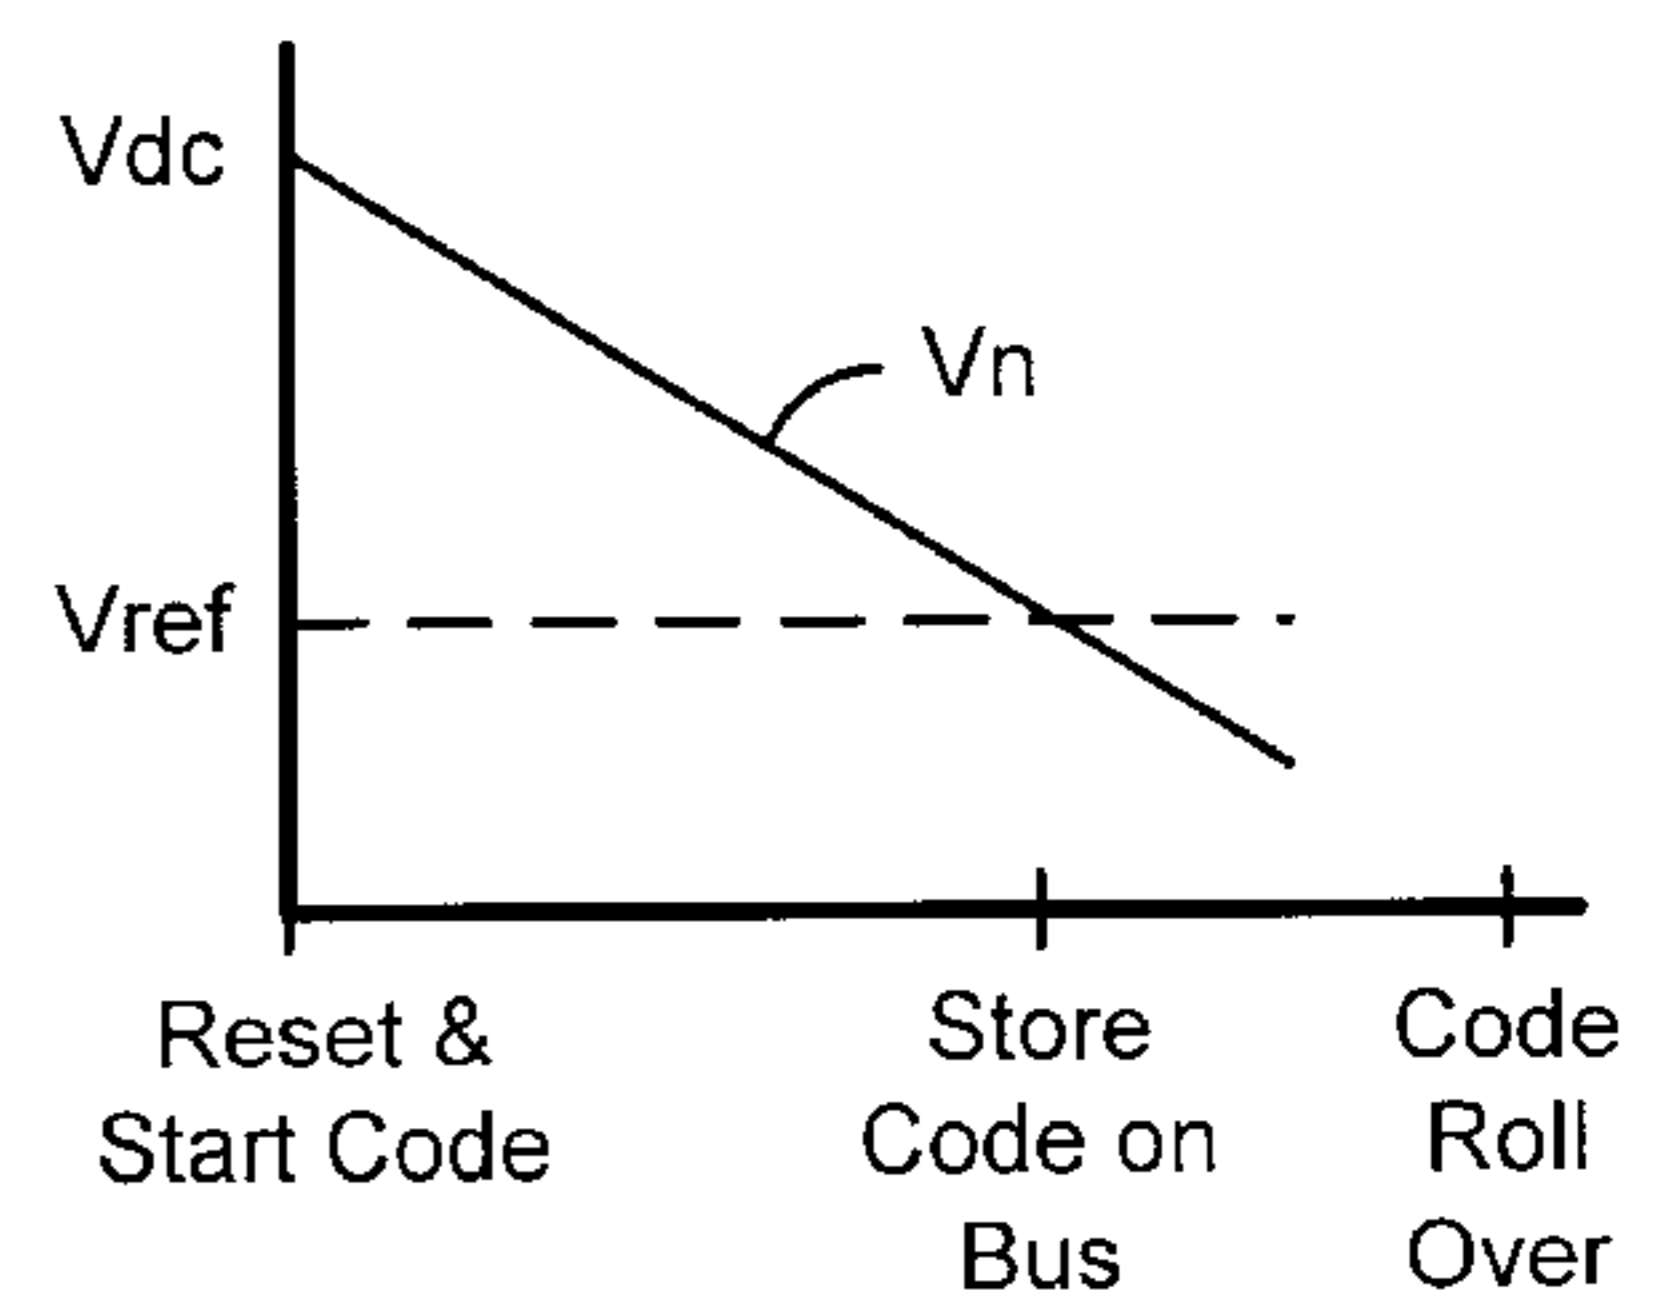 Vdc
Vn
Vref
Reset &
Start Code
Store
Code on
Bus
Code
Roll
Over